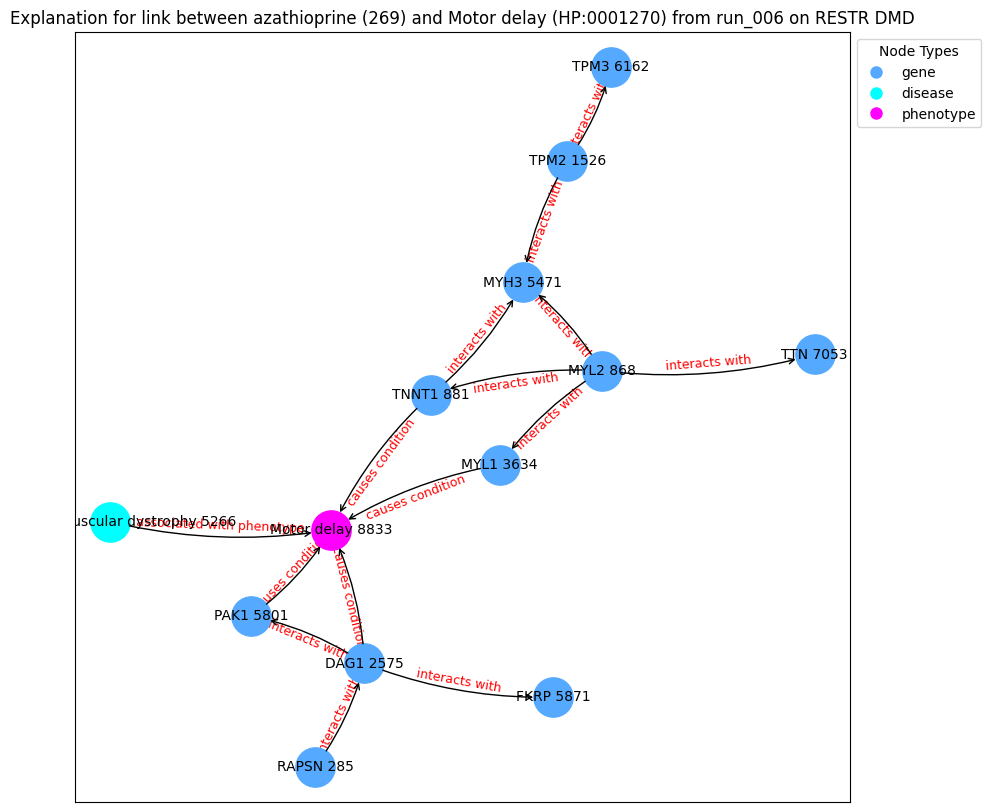 Explanation for link between azathioprine (269) and Motor delay (HP:0001270) from run_006 on RESTR DMD
Node Types
gene
disease
phenotype
TPM3 6162
interacts with
TPM2 1526
interacts with
MYH3 5471
interacts with
interacts with
TTN 7053
interacts with
MYL2 868
interacts with
TNNT1 881
interacts with
causes condition
MYL1 3634
causes condition
uscular dystrophy 5266
associated with phenotype
Motor delay 8833
causes condition
causes condition
PAK1 5801
interacts with
DAG1 2575
interacts with
FKRP 5871
interacts with
RAPSN 285